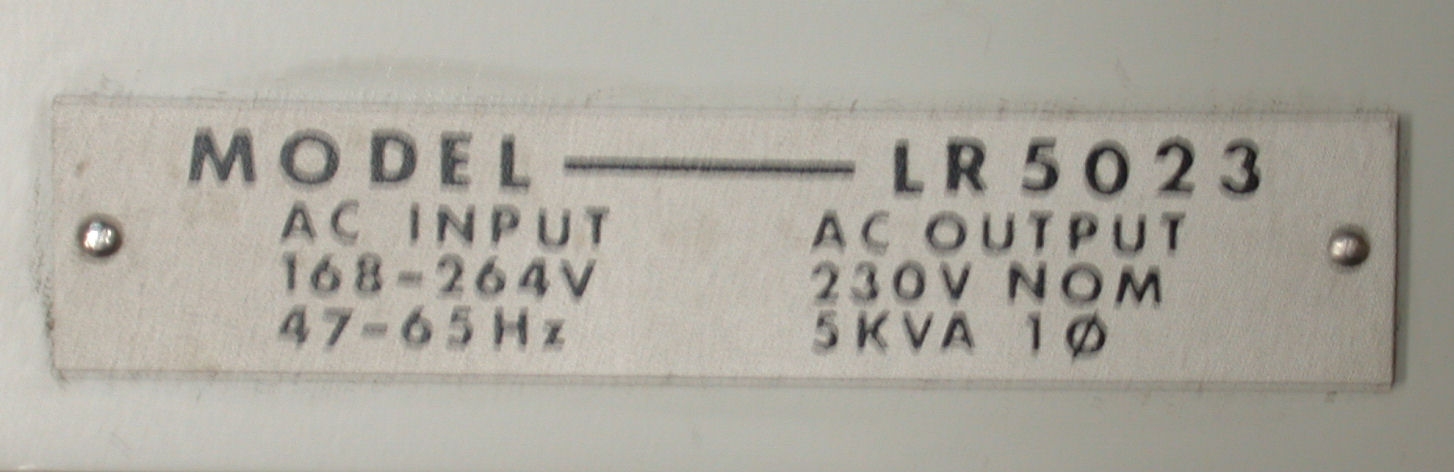 MODEL — LR5023
AC INPUT AC OUTPUT
168-264V 230V NOM
47-65Hz 5KVA 1Ø